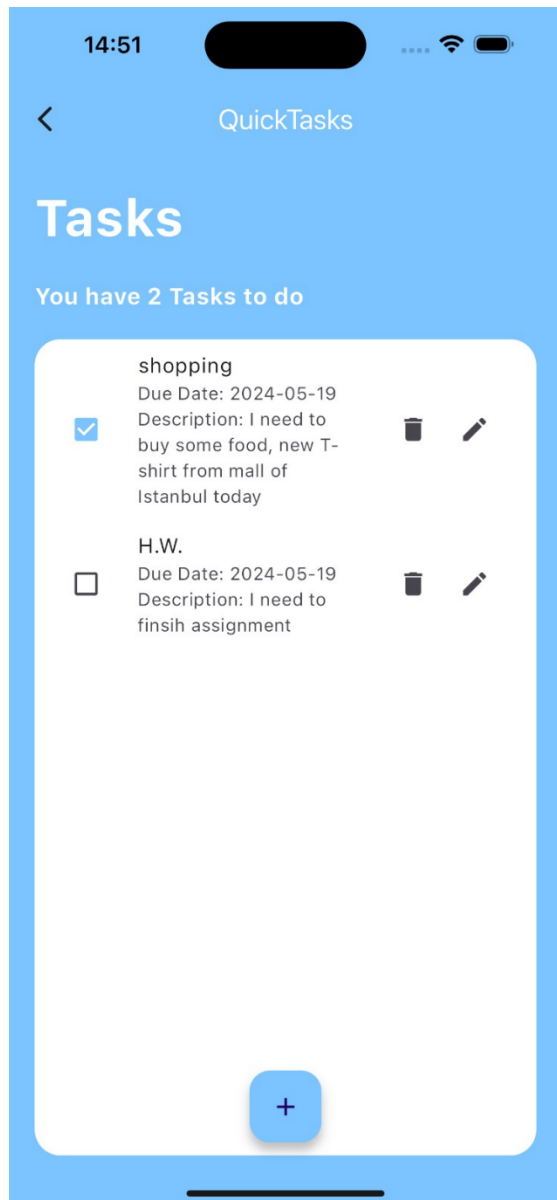 14:51
QuickTasks
Tasks
You have 2 Tasks to do
shopping
Due Date: 2024-05-19
Description: I need to
buy some food, new T-
shirt from mall of
Istanbul today
H.W.
Due Date: 2024-05-19
Description: I need to
finsih assignment
+